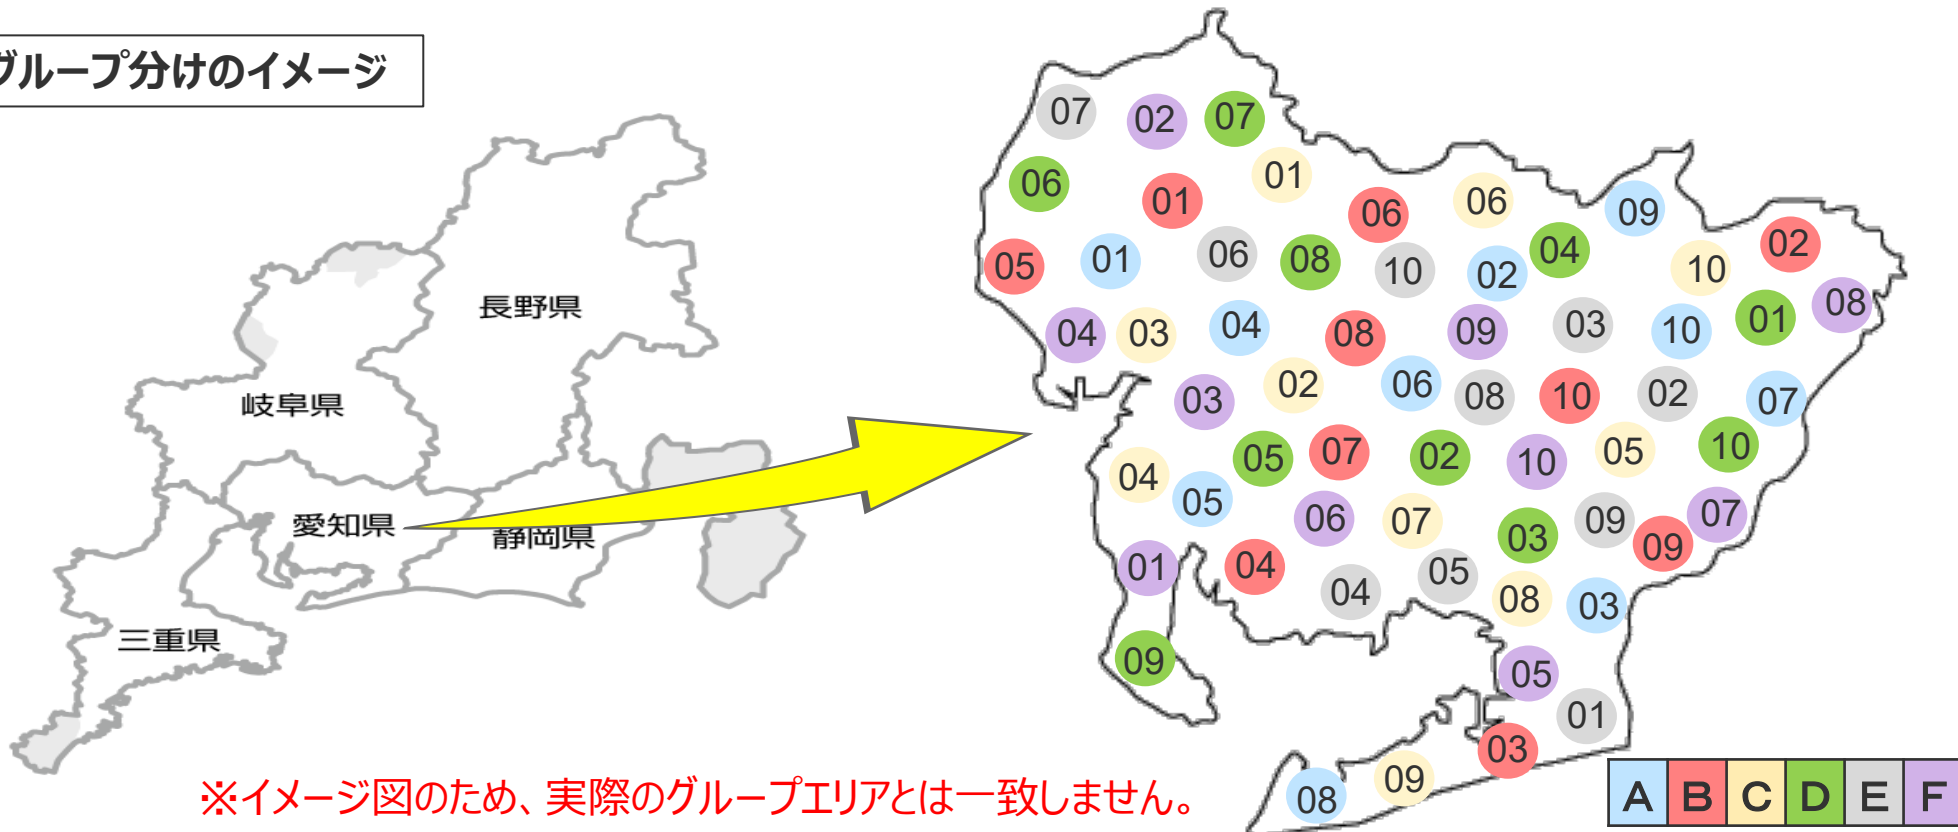 グループ分けのイメージ
長野県
岐阜県
愛知県
静岡県
三重県
07 02 07
06 01 01 06 06 09
05 01 06 08 10 02 04 10 02
04 03 04 08 09 03 10 01 08
03 02 06 08 10 02 07
04 05 05 07 02 10 05 10
06 07 03 09 09 07
01 04 04 05 08 03
09 05
01
03
08 09
※イメージ図のため、実際のグループエリアとは一致しません。
A B C D E F